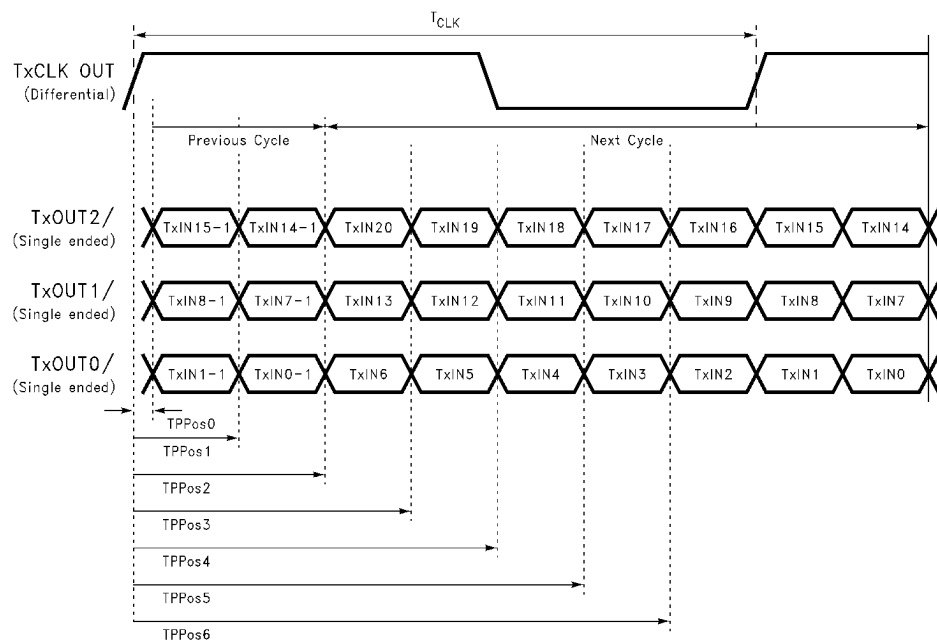 TCLK
TxCLK OUT
(Differential)
Previous Cycle
Next Cycle
TxOUT2/
(Single ended)
TxIN15-1 TxIN14-1 TxIN20 TxIN19 TxIN18 TxIN17 TxIN16 TxIN15 TxIN14
TxOUT1/
(Single ended)
TxIN8-1 TxIN7-1 TxIN13 TxIN12 TxIN11 TxIN10 TxIN9 TxIN8 TxIN7
TxOUT0/
(Single ended)
TxIN1-1 TxIN0-1 TxIN6 TxIN5 TxIN4 TxIN3 TxIN2 TxIN1 TxIN0
TPPos0
TPPos1
TPPos2
TPPos3
TPPos4
TPPos5
TPPos6